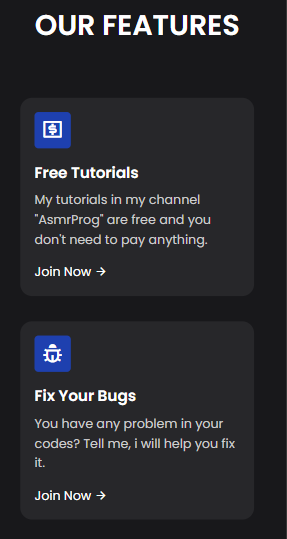 OUR FEATURES
Free Tutorials
My tutorials in my channel
"AsmrProg" are free and you
don't need to pay anything.
Join Now →
Fix Your Bugs
You have any problem in your
codes? Tell me, i will help you fix
it.
Join Now →